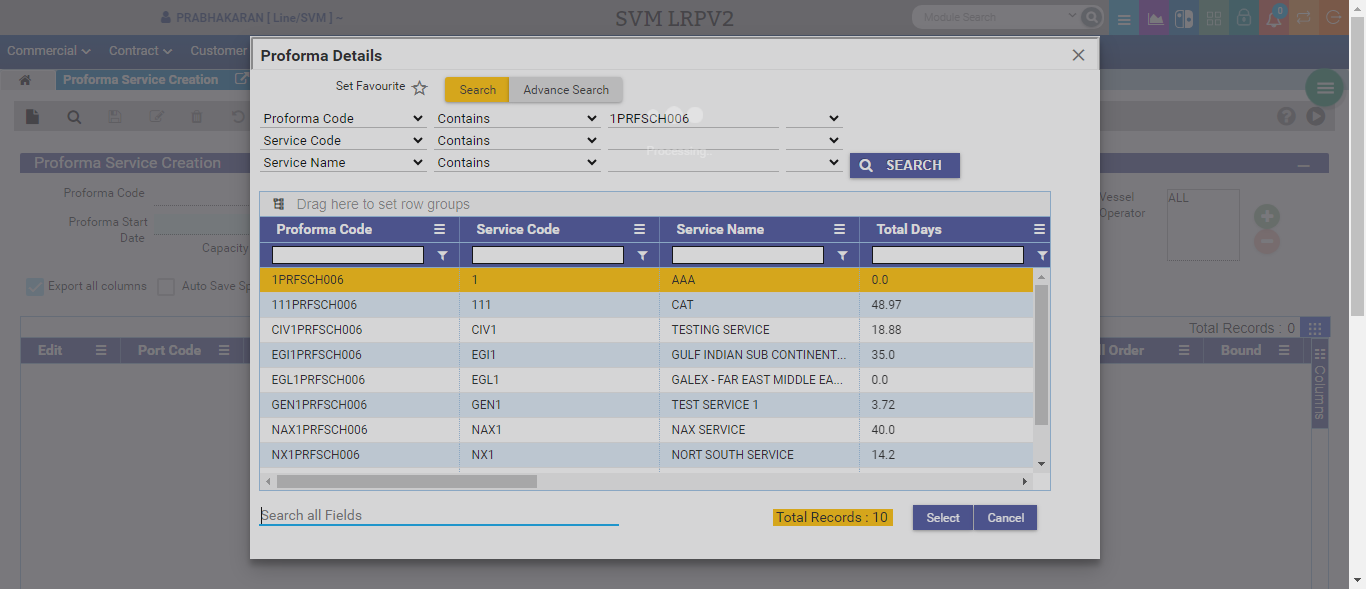 PRABHAKARAN [ Line/SVM ] ~
SVM LRPV2
Module Search
0
Commercial
Contract
Customer
Proforma Service Creation
Proforma Service Creation
Proforma Code
Proforma Start
Date
Capacity
Export all columns
Auto Save Sp
Vessel
Operator
ALL
Total Records : 0
Edit
Port Code
ll Order
Bound
Columns
Proforma Details
Set Favourite
Search
Advance Search
Proforma Code
Contains
1PRFSCH006
Service Code
Contains
Processing..
Service Name
Contains
SEARCH
Drag here to set row groups
Proforma Code Service Code Service Name Total Days
1PRFSCH006 1 AAA 0.0
111PRFSCH006 111 CAT 48.97
CIV1PRFSCH006 CIV1 TESTING SERVICE 18.88
EGI1PRFSCH006 EGI1 GULF INDIAN SUB CONTINENT... 35.0
EGL1PRFSCH006 EGL1 GALEX - FAR EAST MIDDLE EA... 0.0
GEN1PRFSCH006 GEN1 TEST SERVICE 1 3.72
NAX1PRFSCH006 NAX1 NAX SERVICE 40.0
NX1PRFSCH006 NX1 NORT SOUTH SERVICE 14.2
Search all Fields
Total Records : 10
Select
Cancel